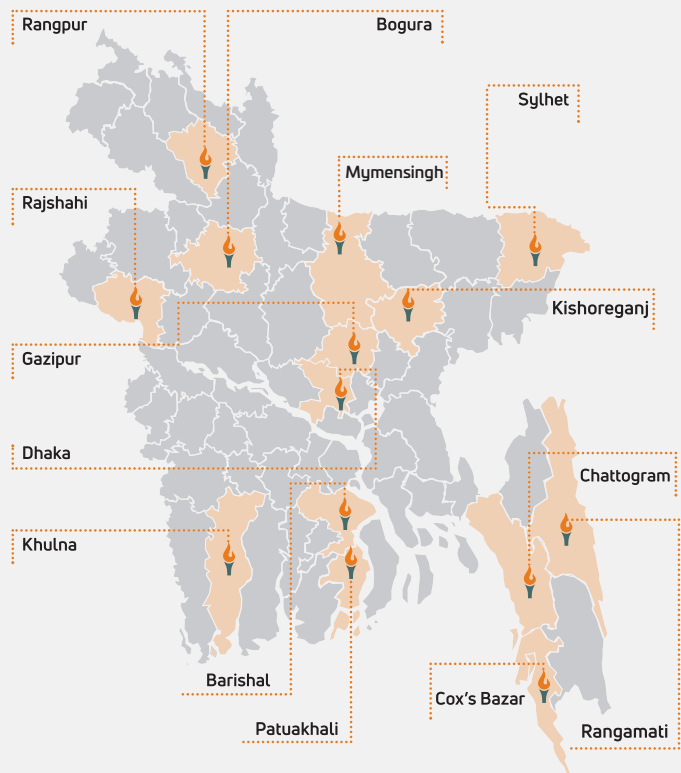 Rangpur
Bogura
Sylhet
Mymensingh
Rajshahi
Kishoreganj
Gazipur
Dhaka
Chattogram
Khulna
Barishal
Cox's Bazar
Patuakhali
Rangamati